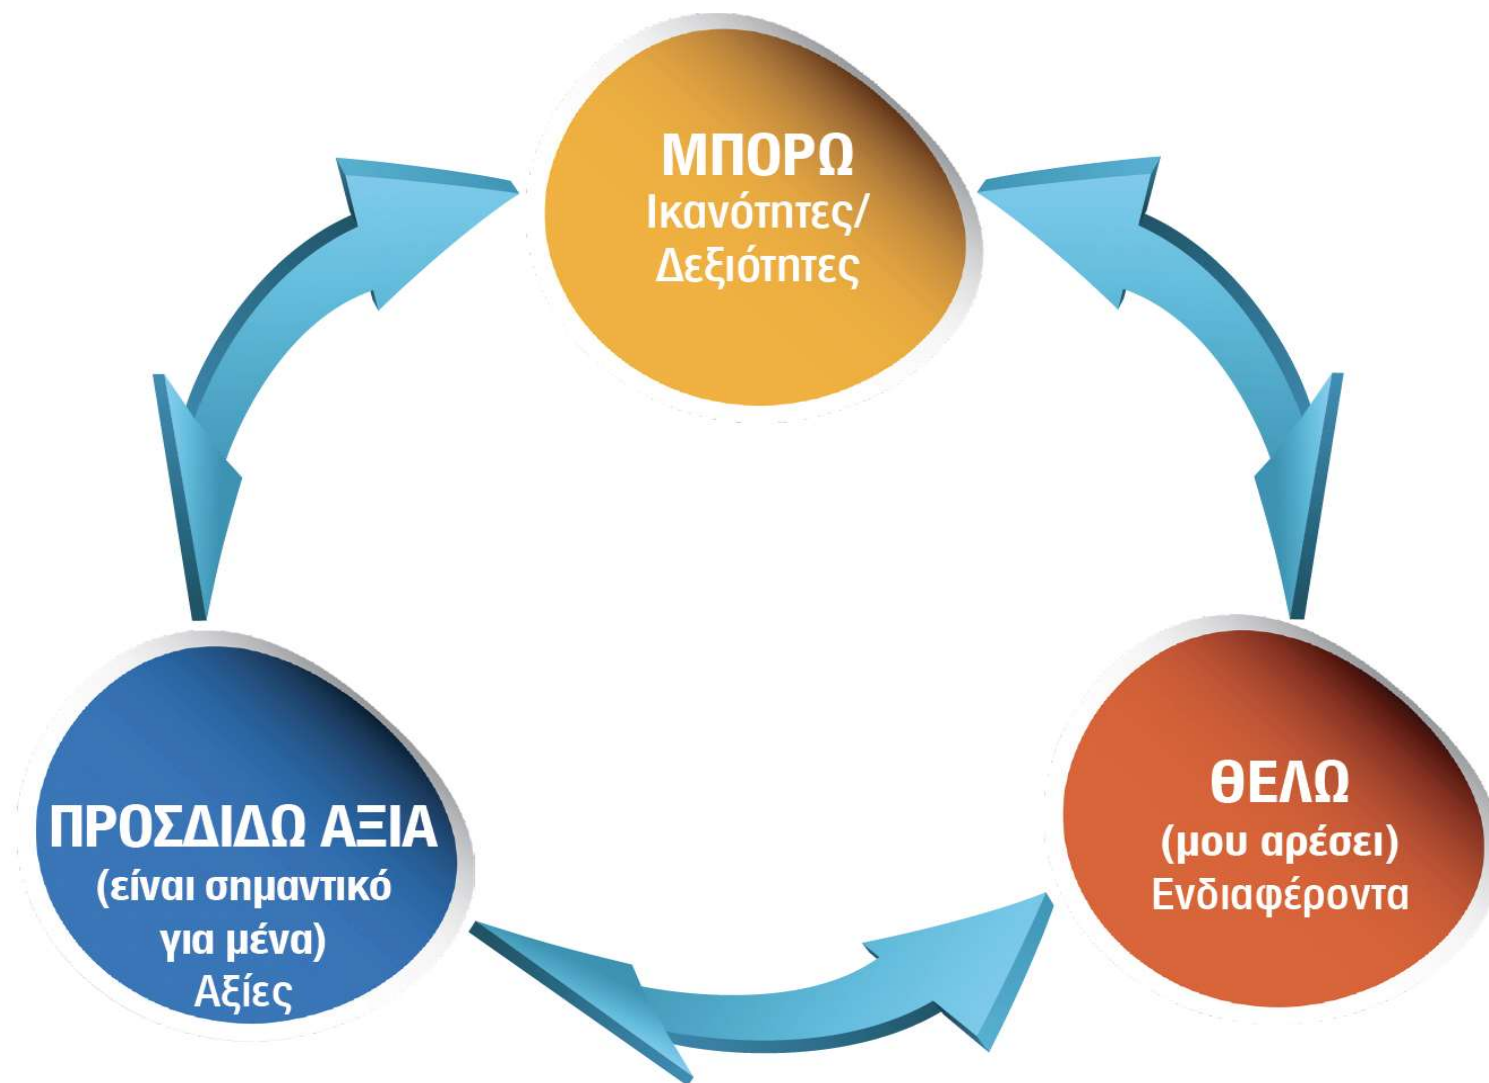 ΜΠΟΡΩ
Ικανότητες/
Δεξιότητες
ΠΡΟΣΔΙΔΩ ΑΞΙΑ
(είναι σημαντικό
για μένα)
Αξίες
ΘΕΛΩ
(μου αρέσει)
Ενδιαφέροντα